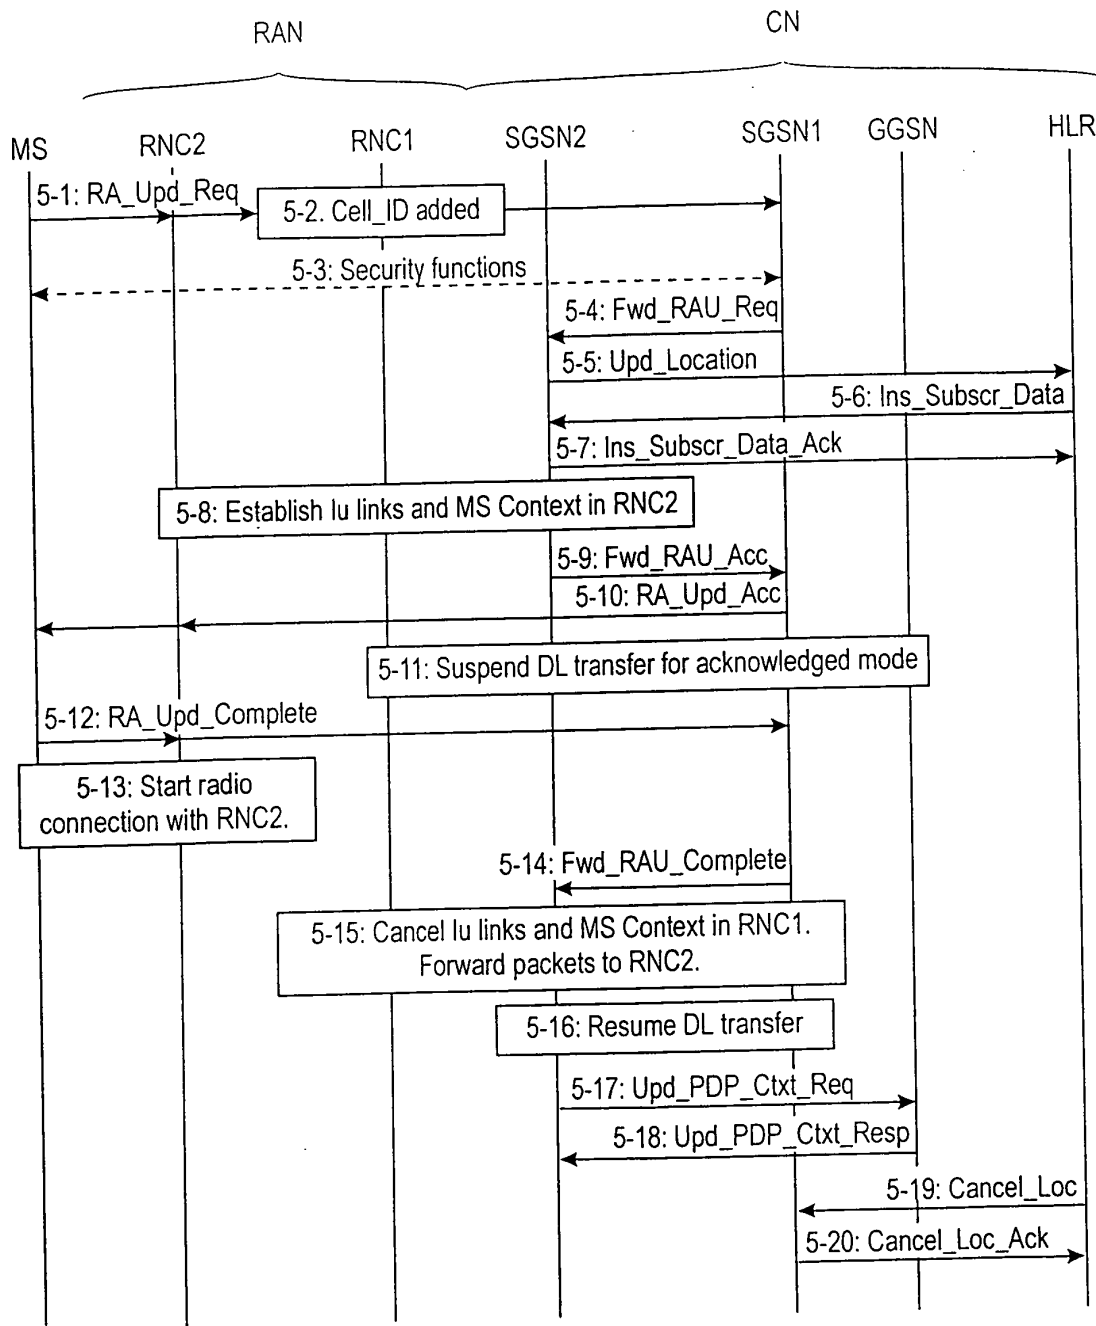 RAN
CN
MS
RNC2
RNC1
SGSN2
SGSN1
GGSN
HLR
5-1: RA_Upd_Req
5-2. Cell_ID added
5-3: Security functions
5-4: Fwd_RAU_Req
5-5: Upd_Location
5-6: Ins_Subscr_Data
5-7: Ins_Subscr_Data_Ack
5-8: Establish Iu links and MS Context in RNC2
5-9: Fwd_RAU_Acc
5-10: RA_Upd_Acc
5-11: Suspend DL transfer for acknowledged mode
5-12: RA_Upd_Complete
5-13: Start radio
connection with RNC2.
5-14: Fwd_RAU_Complete
5-15: Cancel Iu links and MS Context in RNC1.
Forward packets to RNC2.
5-16: Resume DL transfer
5-17: Upd_PDP_Ctxt_Req
5-18: Upd_PDP_Ctxt_Resp
5-19: Cancel_Loc
5-20: Cancel_Loc_Ack